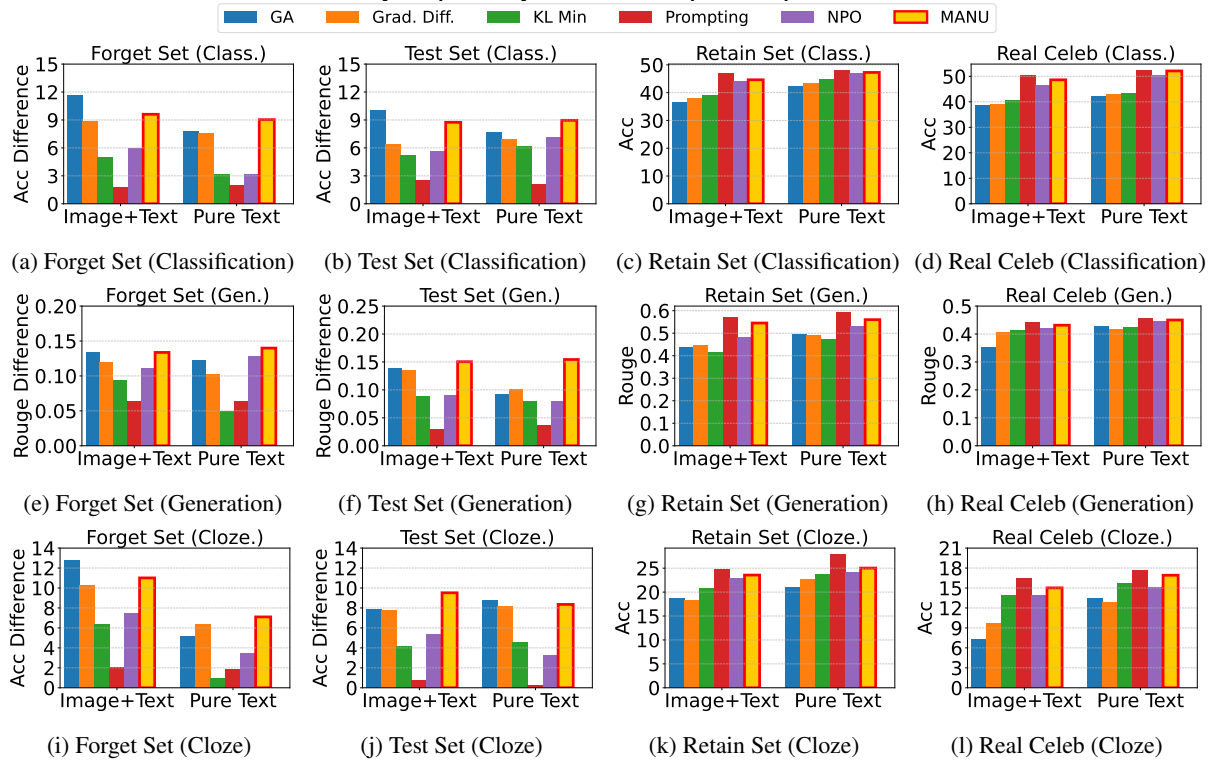 GA Grad. Diff. KL Min Prompting NPO MANU
Forget Set (Class.) Test Set (Class.) Retain Set (Class.) Real Celeb (Class.)
Acc Difference 15 12 9 6 3 0 Image+Text Pure Text
Acc Difference 15 12 9 6 3 0 Image+Text Pure Text
Acc 50 40 30 20 10 0 Image+Text Pure Text
Acc 50 40 30 20 10 0 Image+Text Pure Text
(a) Forget Set (Classification) (b) Test Set (Classification) (c) Retain Set (Classification) (d) Real Celeb (Classification)
Forget Set (Gen.) Test Set (Gen.) Retain Set (Gen.) Real Celeb (Gen.)
Rouge Difference 0.20 0.15 0.10 0.05 0.00 Image+Text Pure Text
Rouge Difference 0.25 0.20 0.15 0.10 0.05 0.00 Image+Text Pure Text
Rouge 0.6 0.5 0.4 0.3 0.2 0.1 0.0 Image+Text Pure Text
Rouge 0.5 0.4 0.3 0.2 0.1 0.0 Image+Text Pure Text
(e) Forget Set (Generation) (f) Test Set (Generation) (g) Retain Set (Generation) (h) Real Celeb (Generation)
Forget Set (Cloze.) Test Set (Cloze.) Retain Set (Cloze.) Real Celeb (Cloze.)
Acc Difference 14 12 10 8 6 4 2 0 Image+Text Pure Text
Acc Difference 14 12 10 8 6 4 2 0 Image+Text Pure Text
Acc 25 20 15 10 5 0 Image+Text Pure Text
Acc 21 18 15 12 9 6 3 0 Image+Text Pure Text
(i) Forget Set (Cloze) (j) Test Set (Cloze) (k) Retain Set (Cloze) (l) Real Celeb (Cloze)